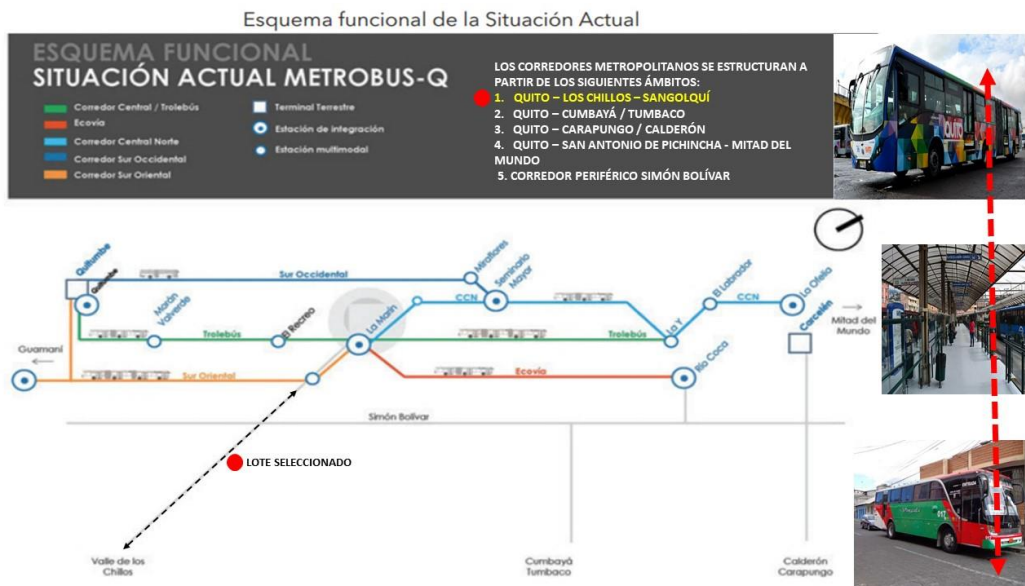 Esquema funcional de la Situación Actual
ESQUEMA FUNCIONAL
SITUACIÓN ACTUAL METROBUS-Q
Corredor Central / Trolebús
Ecovía
Corredor Central Norte
Corredor Sur Occidental
Corredor Sur Oriental
Terminal Terrestre
Estación de integración
Estación multimodal
LOS CORREDORES METROPOLITANOS SE ESTRUCTURAN A
PARTIR DE LOS SIGUIENTES ÁMBITOS:
1. QUITO – LOS CHILLOS – SANGOLQUÍ
2. QUITO – CUMBAYÁ / TUMBACO
3. QUITO – CARAPUNGO / CALDERÓN
4. QUITO – SAN ANTONIO DE PICHINCHA - MITAD DEL
MUNDO
5. CORREDOR PERIFÉRICO SIMÓN BOLÍVAR
Quitumbe
Quitumbe
Sur Occidental
Miraflores
Seminario
Mayor
CCN
El Labrador
CCN
La Ofelia
Carcelén
Mitad del
Mundo
Morán
Valverde
Trolebús
El Recreo
La Marín
Trolebús
La Y
Guamaní
Sur Oriental
Ecovía
Río Coca
Simón Bolívar
LOTE SELECCIONADO
Valle de los
Chillos
Cumbayá
Tumbaco
Calderón
Carapungo